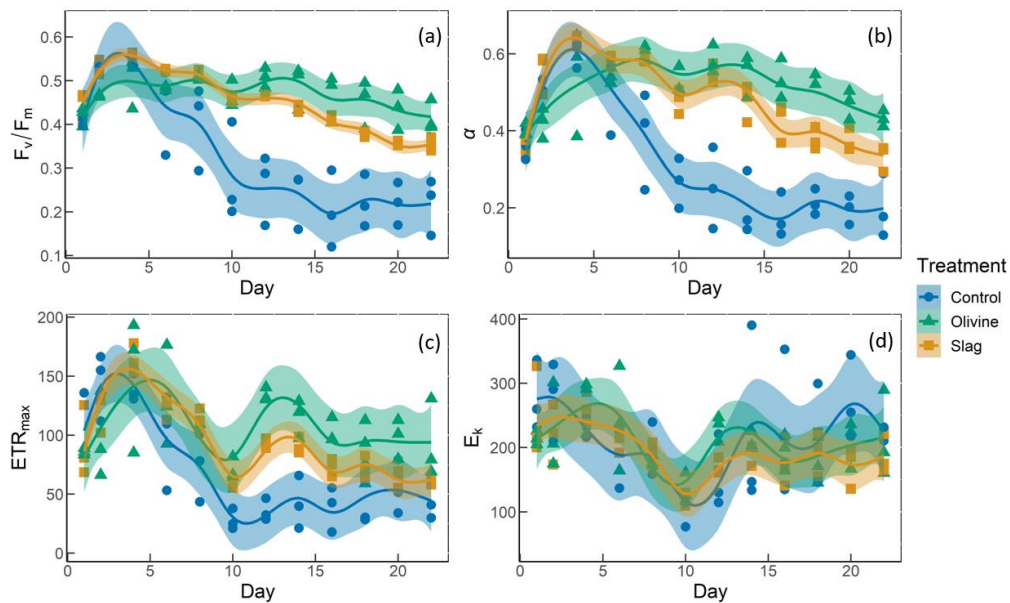 (a)
0.6
0.5
0.4
0.3
0.2
0.1
Fv/Fm
0 5 10 15 20
Day
(b)
0.6
0.4
0.2
α
0 5 10 15 20
Day
(c)
200
150
100
50
0
ETRmax
0 5 10 15 20
Day
(d)
400
300
200
100
Ek
0 5 10 15 20
Day
Treatment
Control
Olivine
Slag